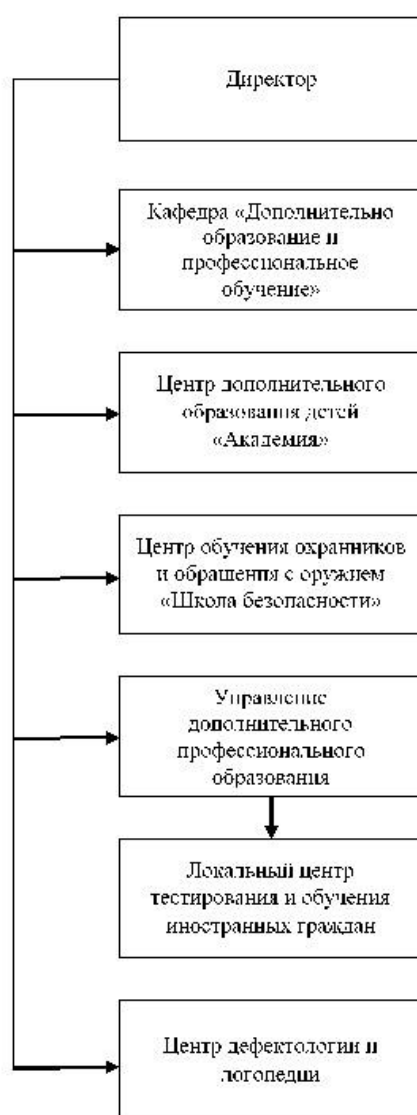 Директор
Кафедра «Дополнительно
образование и
профессиональное
обучение»
Центр дополнительного
образования детей
«Академия»
Центр обучения охранников
и обращения с оружием
«Школа безопасности»
Управление
дополнительного
профессионального
образования
Локальный центр
тестирования и обучения
иностранных граждан
Центр дефектологии и
логопедии